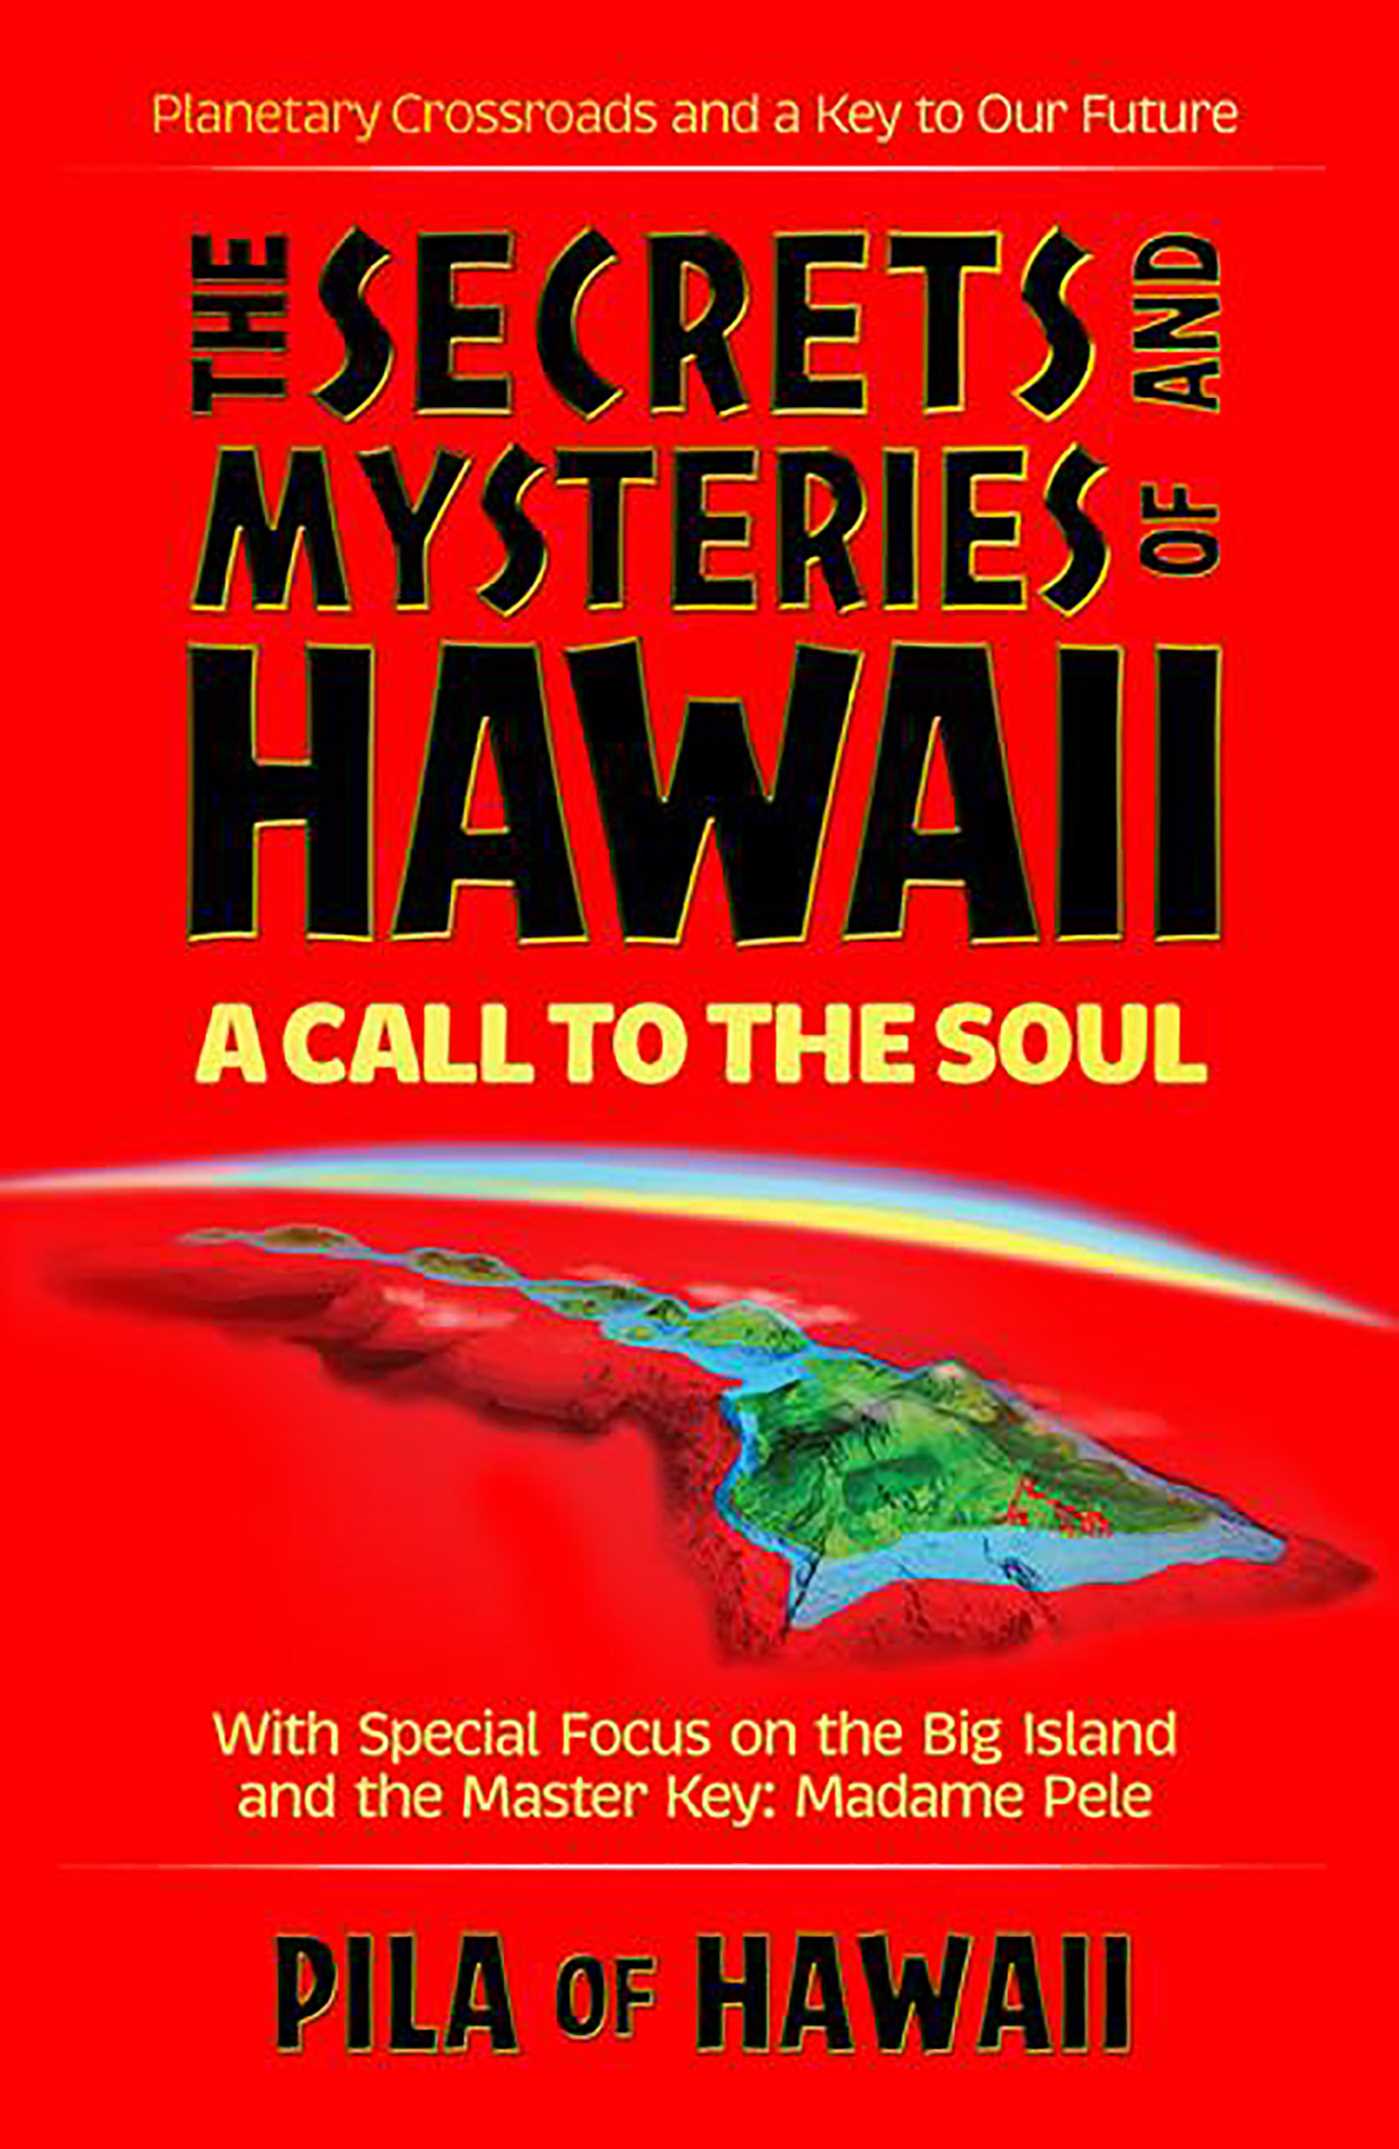 Planetary Crossroads and a Key to Our Future
THE SECRETS AND
MYSTERIES OF
HAWAII
A CALL TO THE SOUL
With Special Focus on the Big Island
and the Master Key: Madame Pele
PILA OF HAWAII